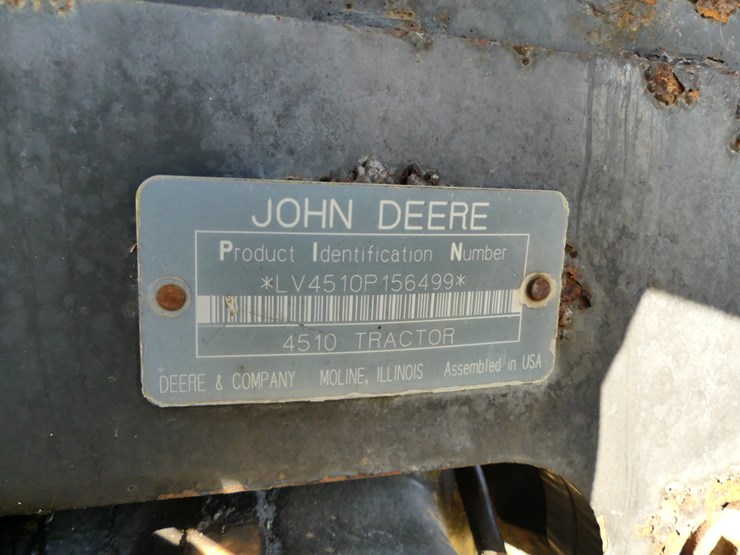 JOHN DEERE
Product Identification Number
*LV4510P156499*
4510 TRACTOR
DEERE & COMPANY MOLINE, ILLINOIS Assembled in USA